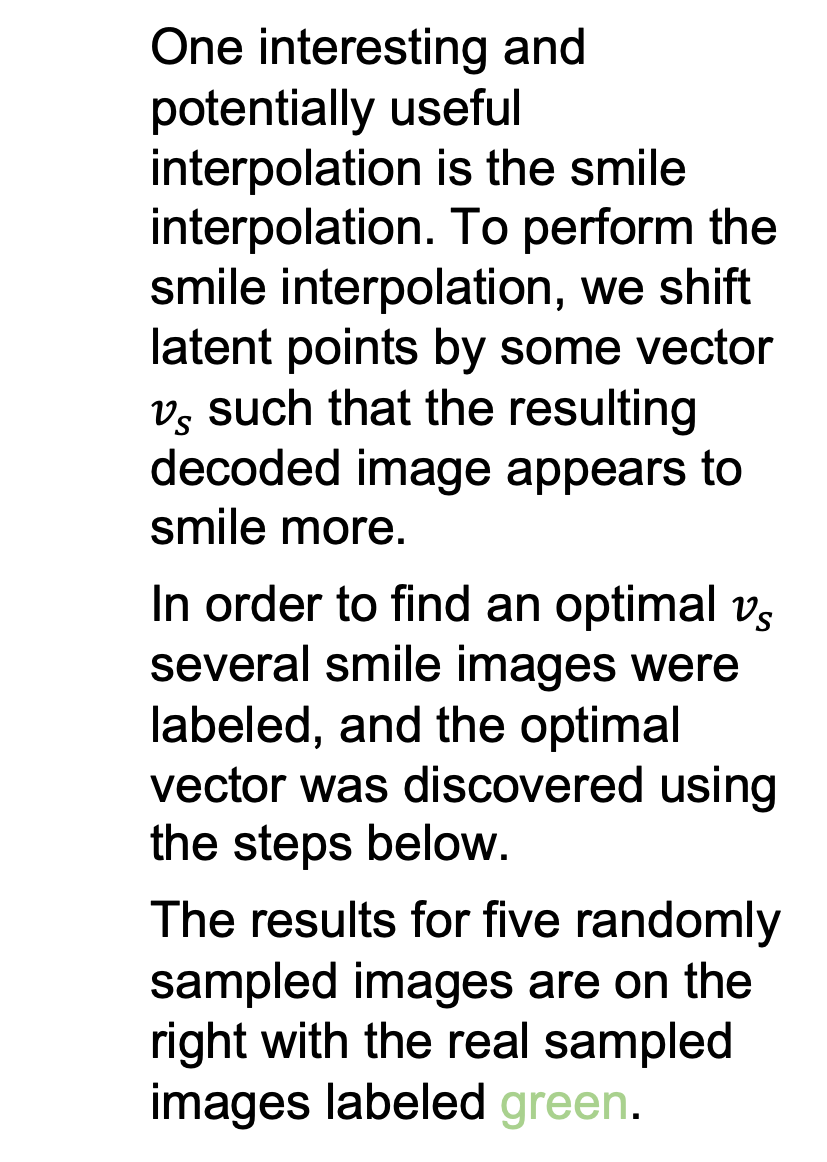 One interesting and
potentially useful
interpolation is the smile
interpolation. To perform the
smile interpolation, we shift
latent points by some vector
𝑣ₛ such that the resulting
decoded image appears to
smile more.
In order to find an optimal 𝑣ₛ
several smile images were
labeled, and the optimal
vector was discovered using
the steps below.
The results for five randomly
sampled images are on the
right with the real sampled
images labeled green.